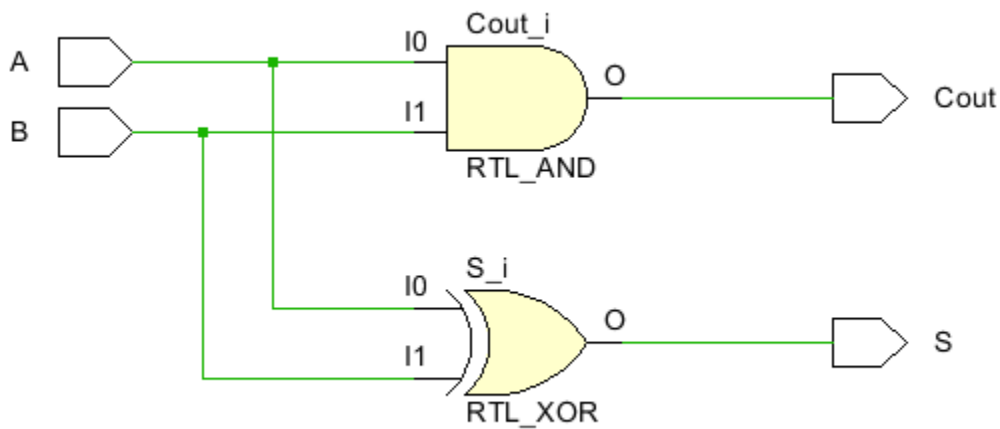 Cout_i
A
I0
O
Cout
B
I1
RTL_AND
S_i
I0
O
S
I1
RTL_XOR